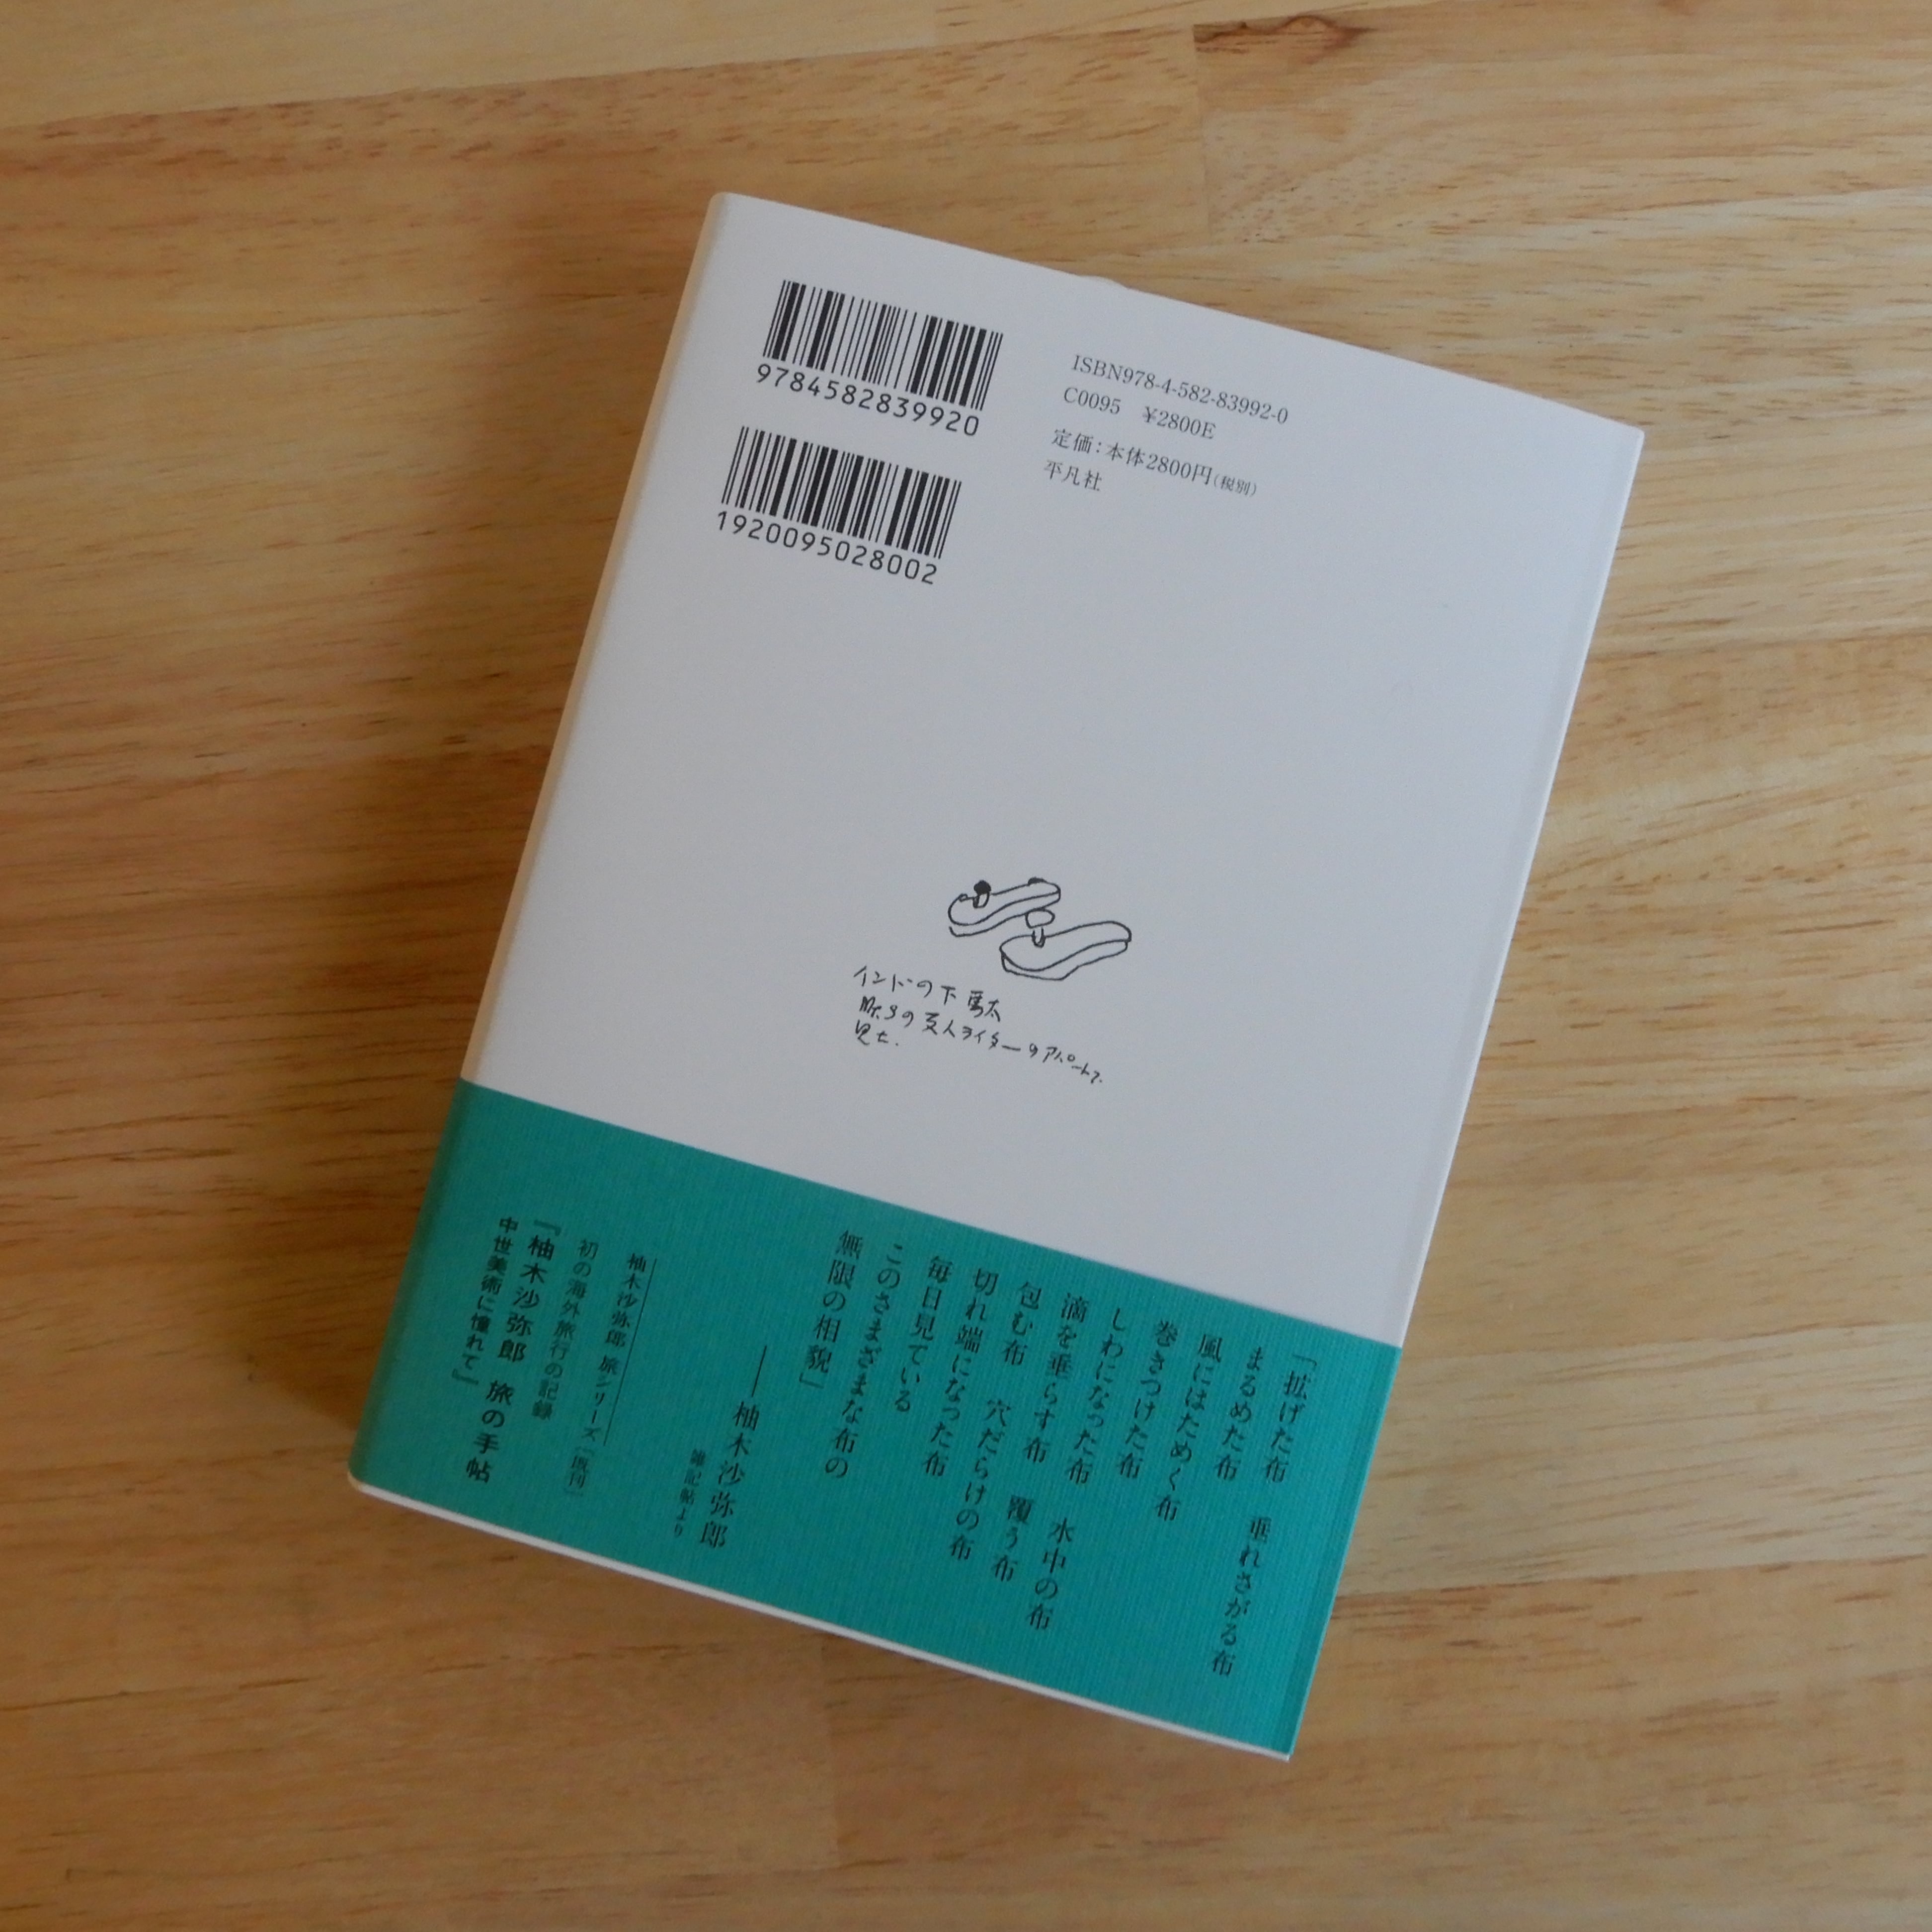 9784582839920
1920095028002
ISBN978-4-582-83992-0
C0095 ¥2800E
定価：本体2800円（税別）
平凡社
インドの下駄
Mr.9の友人ライターのアパートで
見た.
「拡げた布　垂れさがる布
まるめた布
風にはためく布
巻きつけた布
しわになった布　水中の布
滴を垂らす布　覆う布
包む布　穴だらけの布
切れ端になった布
毎日見ている
このさまざまな布の
無限の相貌」
──柚木沙弥郎
雑記帖より
柚木沙弥郎 旅シリーズ［既刊］
初の海外旅行の記録
『柚木沙弥郎 旅の手帖
中世美術に憧れて』